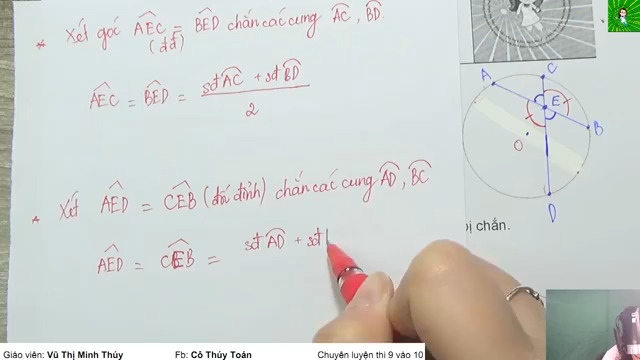 * Xét góc AEC = BED chắn các cung AC, BD
(đđ)
AEC = BED = sđ AC + sđ BD
2
* Xét AED = CEB (đối đỉnh) chắn các cung AD, BC
AED = CEB = sđ AD + sđ
A
C
E
B
O
D
bị chắn.
Giáo viên: Vũ Thị Minh Thúy
Fb: Cô Thúy Toán
Chuyên luyện thi 9 vào 10